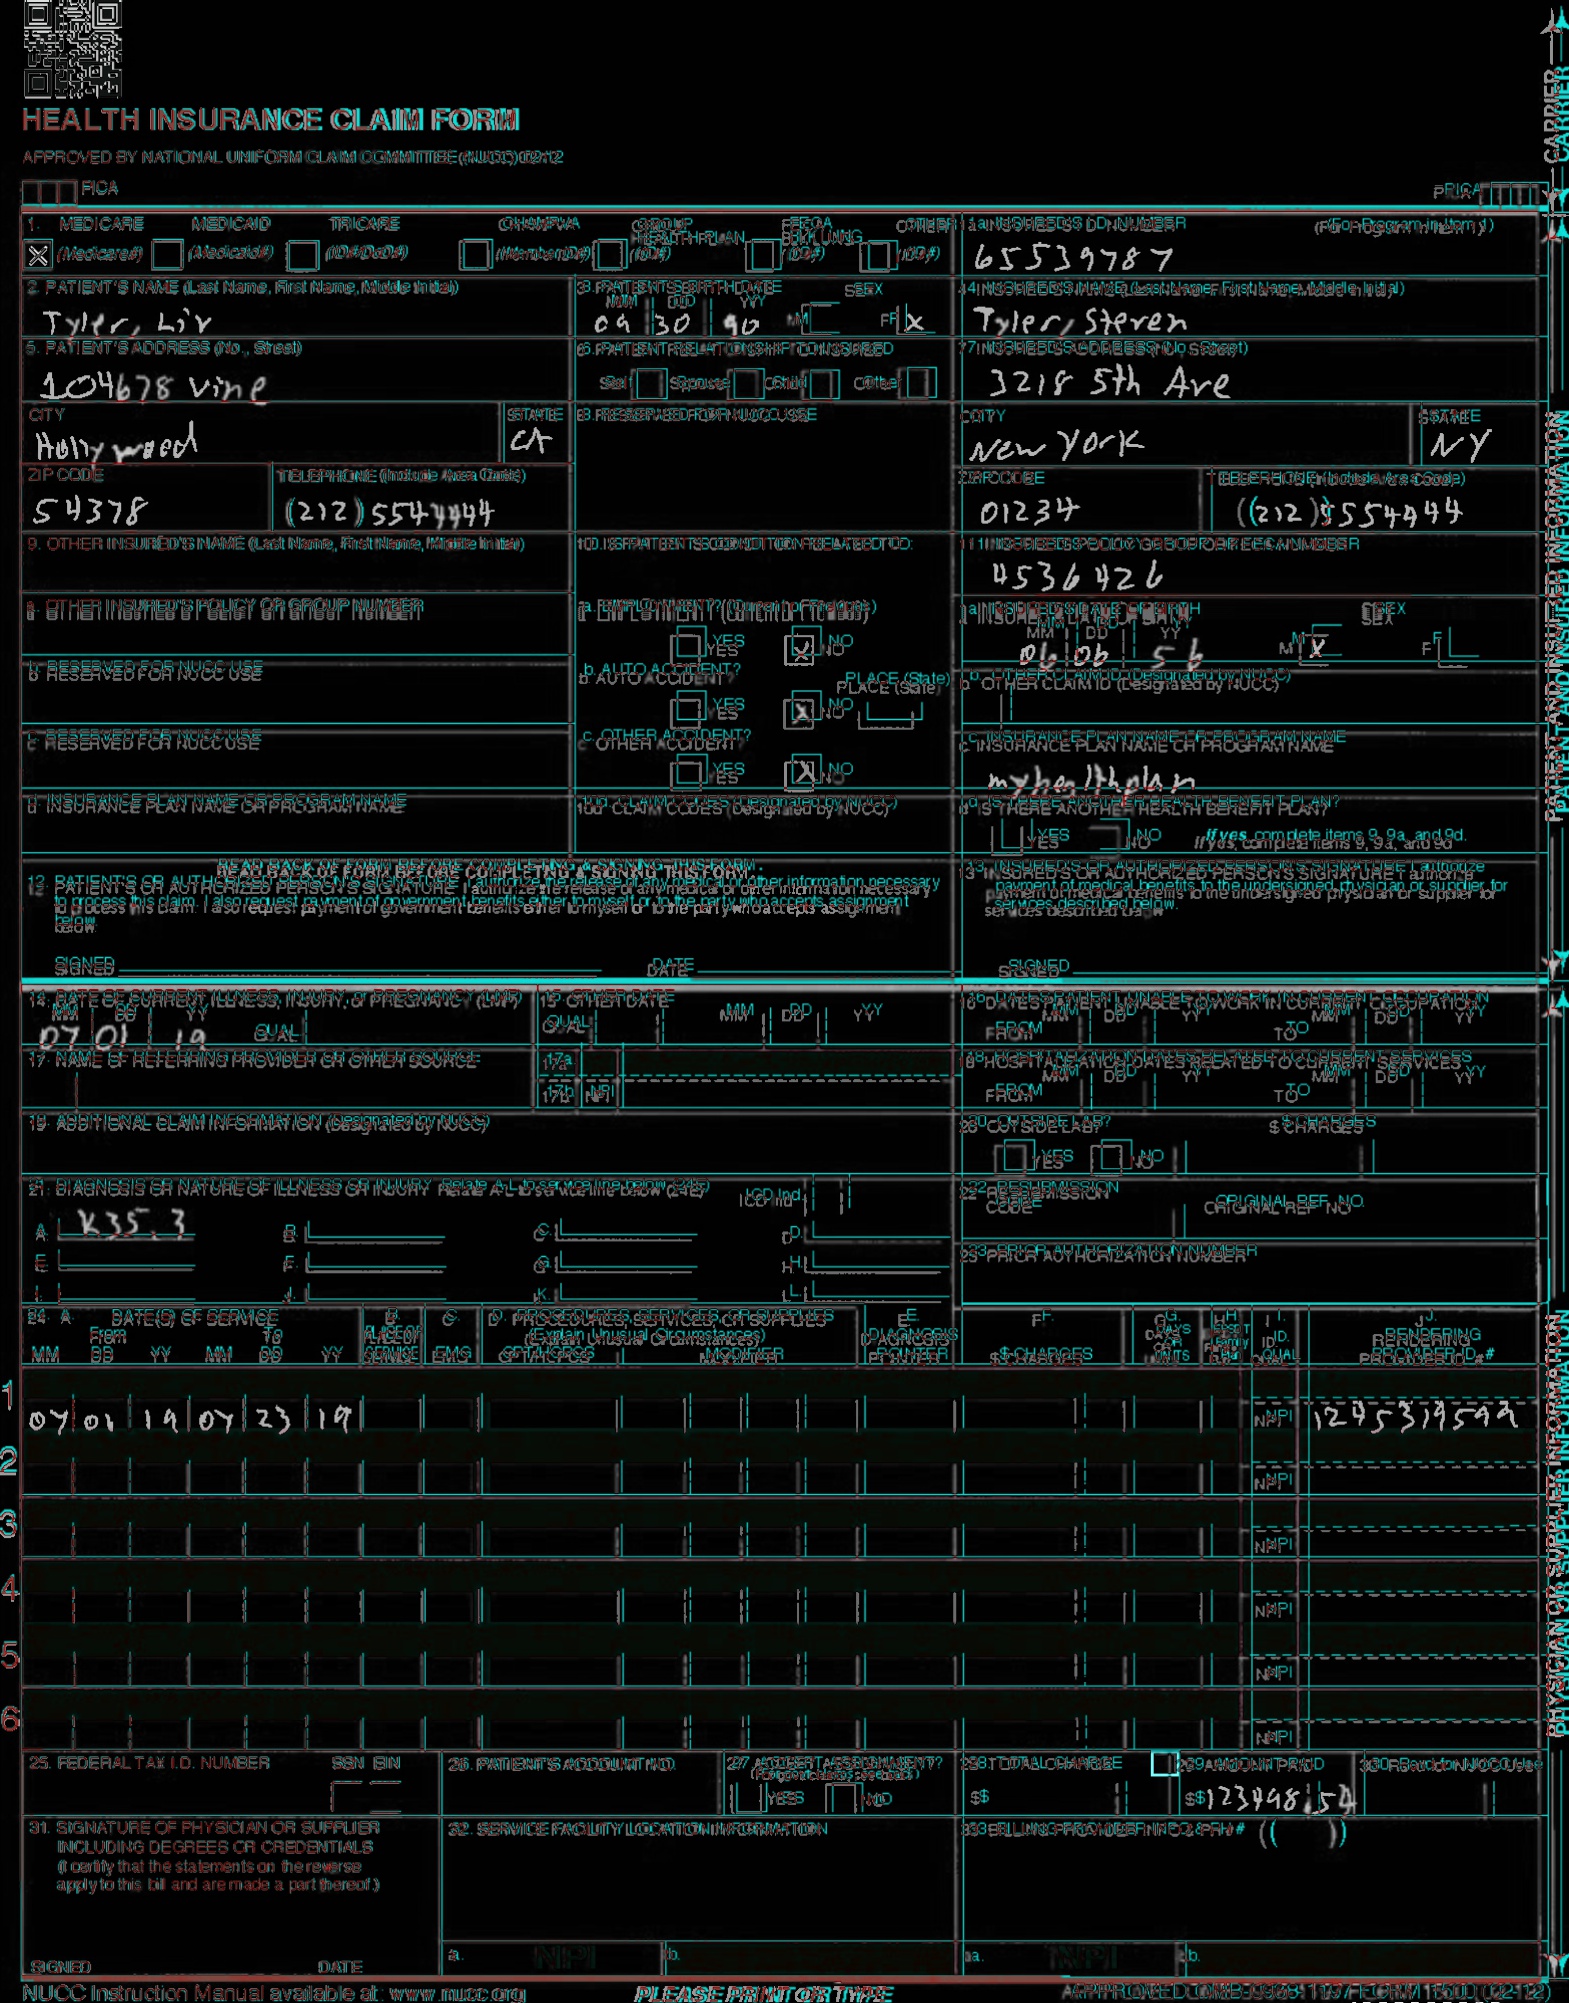 HEALTH INSURANCE CLAIM FORM
APPROVED BY NATIONAL UNIFORM CLAIM COMMITTEE (NUCC) 02/12
PICA
PICA
CARRIER
1. MEDICARE MEDICAID TRICARE CHAMPVA GROUP HEALTH PLAN FECA BLK LUNG OTHER
X (Medicare#) (Medicaid#) (ID#/DoD#) (Member ID#) (ID#) (ID#) (ID#)
1a. INSURED'S I.D. NUMBER (For Program in Item 1)
65539787
2. PATIENT'S NAME (Last Name, First Name, Middle Initial)
Tyler, Liv
3. PATIENT'S BIRTH DATE SEX
MM DD YY
09 30 90 M F X
4. INSURED'S NAME (Last Name, First Name, Middle Initial)
Tyler, Steven
5. PATIENT'S ADDRESS (No., Street)
104678 Vine
6. PATIENT RELATIONSHIP TO INSURED
Self Spouse Child Other
7. INSURED'S ADDRESS (No., Street)
3218 5th Ave
CITY STATE
Hollywood CA
8. RESERVED FOR NUCC USE
CITY STATE
New York NY
ZIP CODE TELEPHONE (Include Area Code)
54378 (212) 5544444
ZIP CODE TELEPHONE (Include Area Code)
01234 (212) 5554444
9. OTHER INSURED'S NAME (Last Name, First Name, Middle Initial)
10. IS PATIENT'S CONDITION RELATED TO:
11. INSURED'S POLICY GROUP OR FECA NUMBER
4536426
a. OTHER INSURED'S POLICY OR GROUP NUMBER
a. EMPLOYMENT? (Current or Previous)
YES X NO
a. INSURED'S DATE OF BIRTH SEX
MM DD YY
06 06 56 M X F
b. RESERVED FOR NUCC USE
b. AUTO ACCIDENT? PLACE (State)
YES X NO
b. OTHER CLAIM ID (Designated by NUCC)
c. RESERVED FOR NUCC USE
c. OTHER ACCIDENT?
YES X NO
c. INSURANCE PLAN NAME OR PROGRAM NAME
myhealthplan
d. INSURANCE PLAN NAME OR PROGRAM NAME
10d. CLAIM CODES (Designated by NUCC)
d. IS THERE ANOTHER HEALTH BENEFIT PLAN?
YES NO If yes, complete items 9, 9a, and 9d.
READ BACK OF FORM BEFORE COMPLETING & SIGNING THIS FORM.
12. PATIENT'S OR AUTHORIZED PERSON'S SIGNATURE I authorize the release of any medical or other information necessary
to process this claim. I also request payment of government benefits either to myself or to the party who accepts assignment
below.
SIGNED DATE
13. INSURED'S OR AUTHORIZED PERSON'S SIGNATURE I authorize
payment of medical benefits to the undersigned physician or supplier for
services described below.
SIGNED
PATIENT AND INSURED INFORMATION
14. DATE OF CURRENT ILLNESS, INJURY, or PREGNANCY (LMP)
MM DD YY
07 01 19 QUAL.
15. OTHER DATE
QUAL. MM DD YY
16. DATES PATIENT UNABLE TO WORK IN CURRENT OCCUPATION
MM DD YY MM DD YY
FROM TO
17. NAME OF REFERRING PROVIDER OR OTHER SOURCE
17a.
17b. NPI
18. HOSPITALIZATION DATES RELATED TO CURRENT SERVICES
MM DD YY MM DD YY
FROM TO
19. ADDITIONAL CLAIM INFORMATION (Designated by NUCC)
20. OUTSIDE LAB? $ CHARGES
YES NO
21. DIAGNOSIS OR NATURE OF ILLNESS OR INJURY Relate A-L to service line below (24E) ICD Ind.
A. K35.3 B. C. D.
E. F. G. H.
I. J. K. L.
22. RESUBMISSION CODE ORIGINAL REF. NO.
23. PRIOR AUTHORIZATION NUMBER
24. A. DATE(S) OF SERVICE B. C. D. PROCEDURES, SERVICES, OR SUPPLIES E. F. G. H. I. J.
From To PLACE OF SERVICE EMG (Explain Unusual Circumstances) DIAGNOSIS POINTER $ CHARGES DAYS OR UNITS EPSDT Family Plan ID. QUAL. RENDERING PROVIDER ID. #
MM DD YY MM DD YY CPT/HCPCS MODIFIER
1 07 01 19 07 23 19 NPI 1245319599
2 NPI
3 NPI
4 NPI
5 NPI
6 NPI
PHYSICIAN OR SUPPLIER INFORMATION
25. FEDERAL TAX I.D. NUMBER SSN EIN
26. PATIENT'S ACCOUNT NO.
27. ACCEPT ASSIGNMENT?
(For govt. claims, see back)
YES NO
28. TOTAL CHARGE
$
29. AMOUNT PAID
$ 123498.54
30. Rsvd for NUCC Use
31. SIGNATURE OF PHYSICIAN OR SUPPLIER
INCLUDING DEGREES OR CREDENTIALS
(I certify that the statements on the reverse
apply to this bill and are made a part thereof.)
SIGNED DATE
32. SERVICE FACILITY LOCATION INFORMATION
a. NPI b.
33. BILLING PROVIDER INFO & PH # ( )
a. NPI b.
NUCC Instruction Manual available at: www.nucc.org
PLEASE PRINT OR TYPE